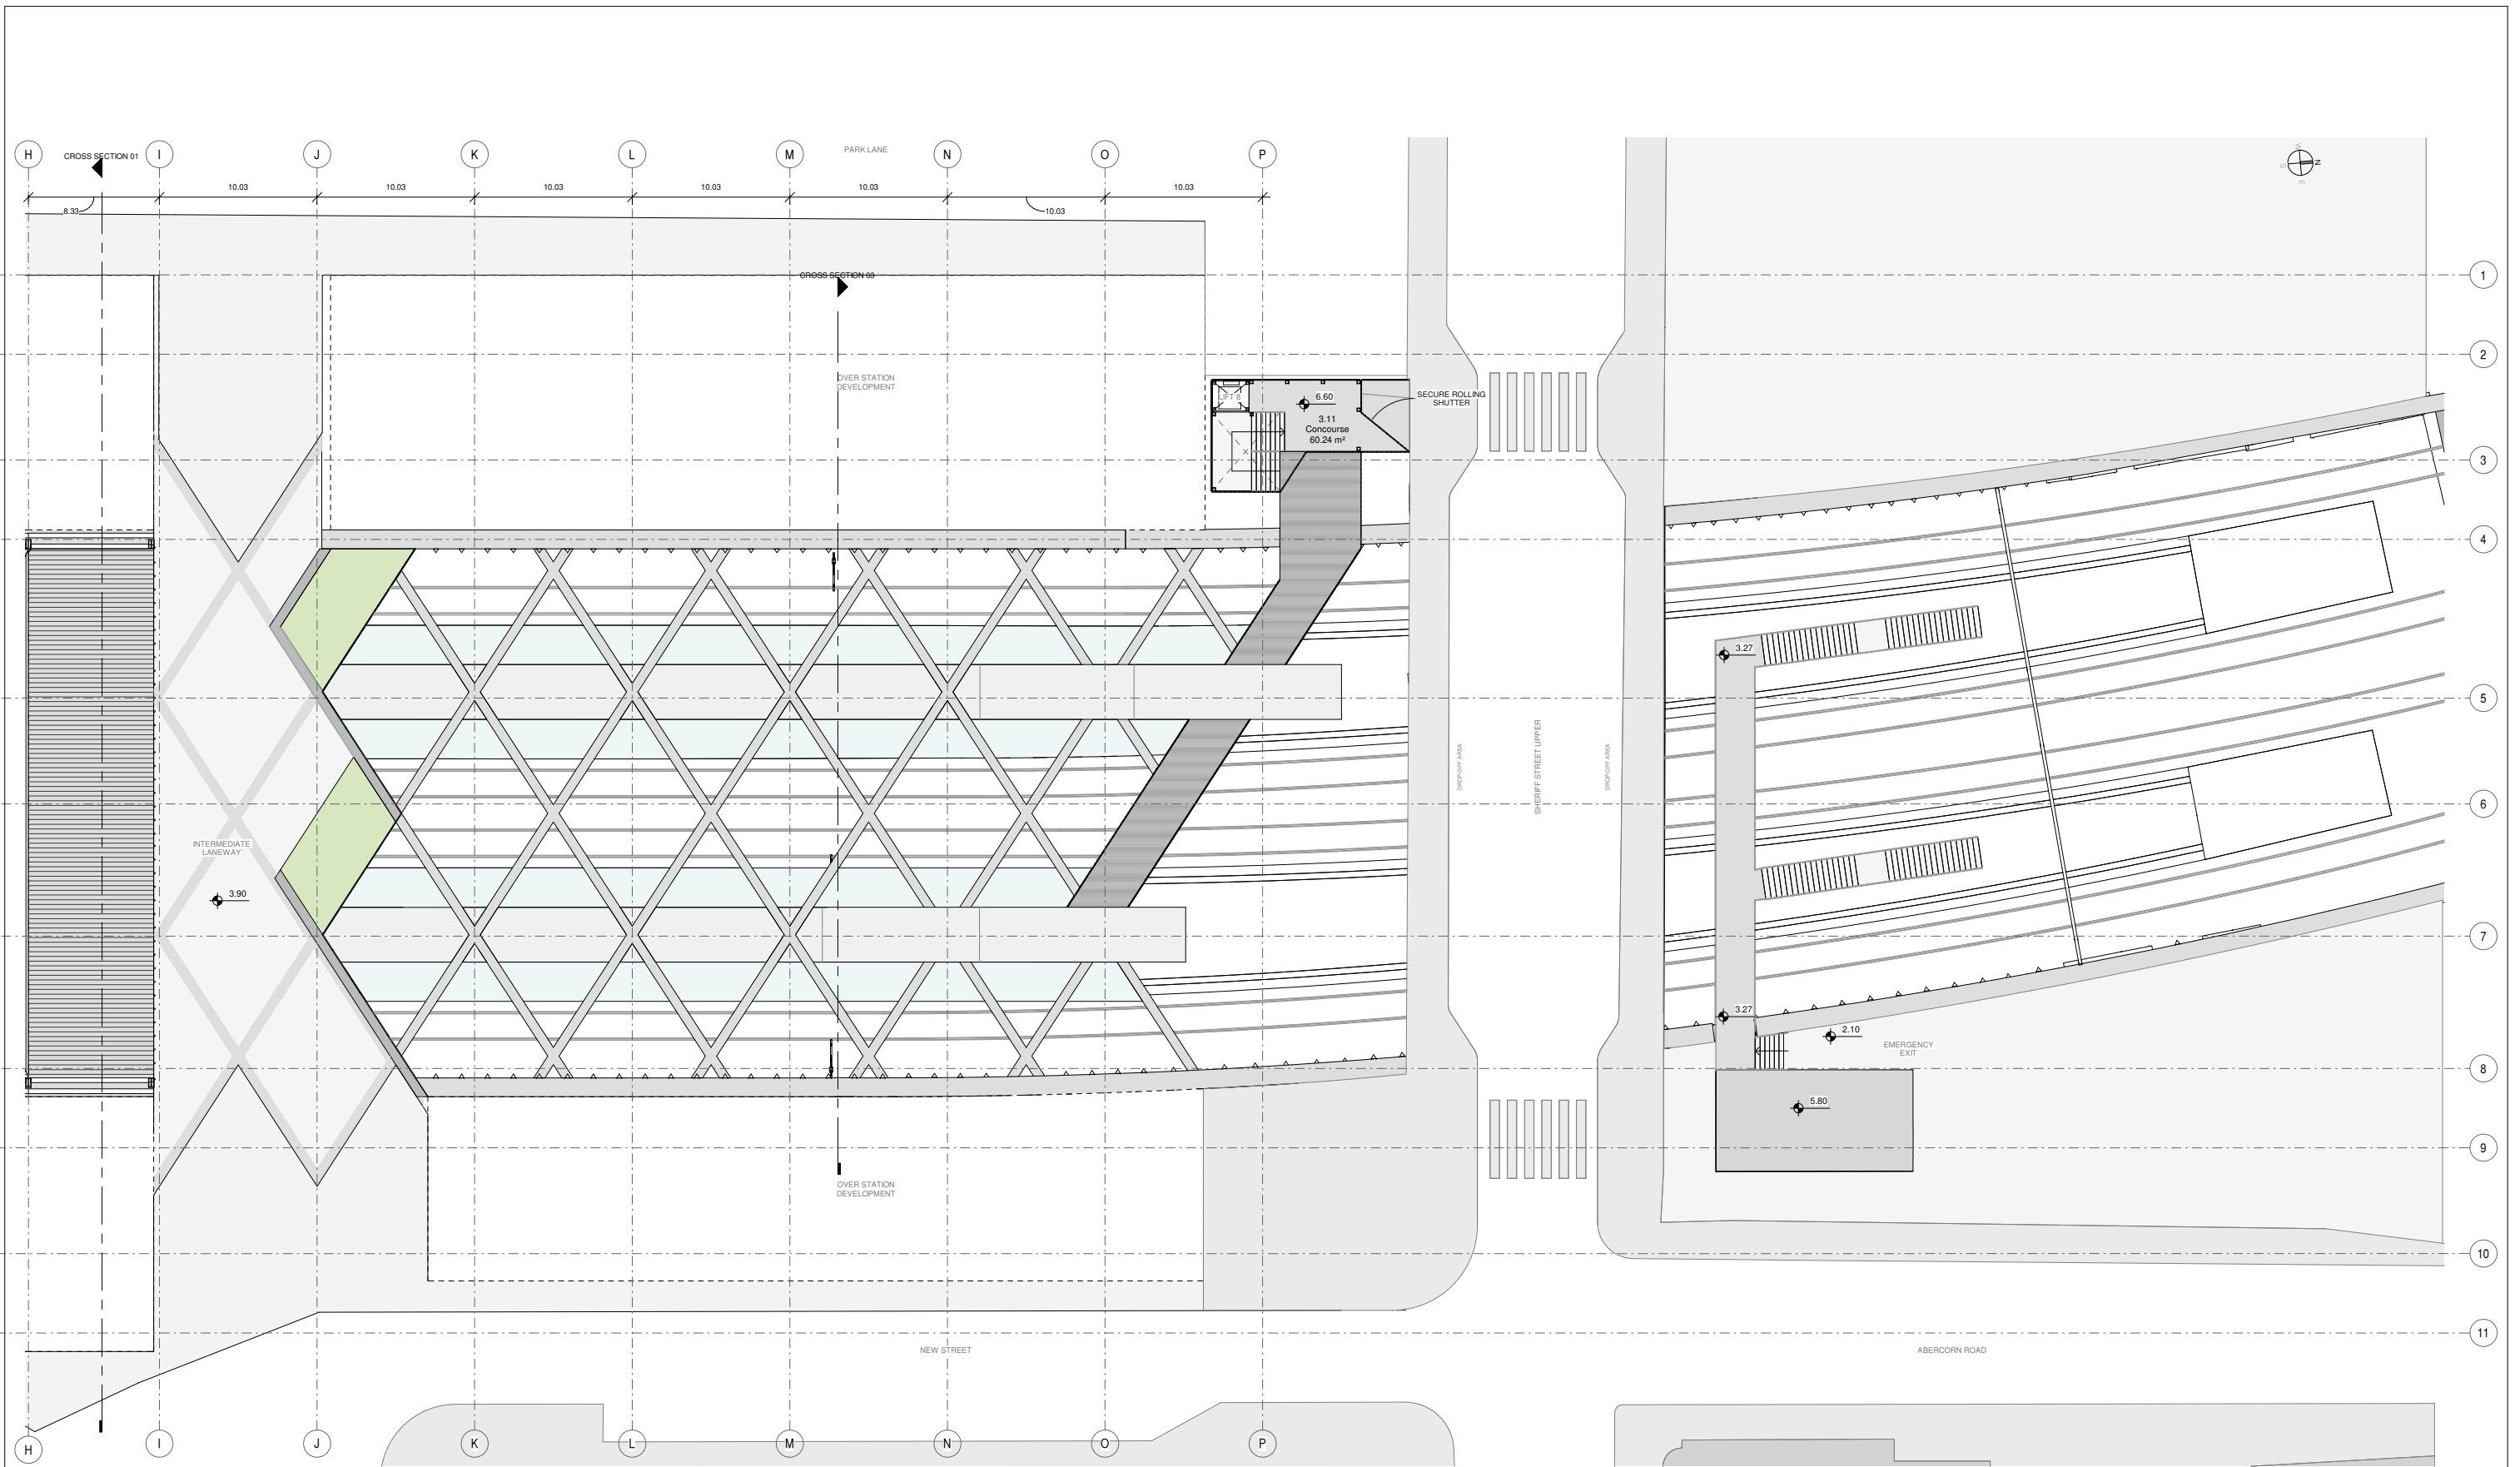 H
CROSS SECTION 01
I
J
K
L
M
PARK LANE
N
O
P
N
E
S
W
10.03
10.03
10.03
10.03
10.03
10.03
8.33
10.03
CROSS SECTION 03
1
2
OVER STATION
DEVELOPMENT
LIFT 8
6.60
3.11
Concourse
60.24 m²
SECURE ROLLING
SHUTTER
3
4
3.27
5
DROP-OFF AREA
SHERIFF STREET UPPER
DROP-OFF AREA
6
INTERMEDIATE
LANEWAY
3.90
7
3.27
2.10
EMERGENCY
EXIT
8
5.80
9
OVER STATION
DEVELOPMENT
10
11
NEW STREET
ABERCORN ROAD
H
I
J
K
L
M
N
O
P